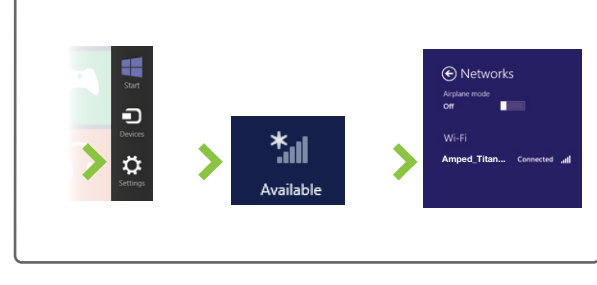 Start
Devices
Settings
Available
Networks
Airplane mode
Off
Wi-Fi
Amped_Titan... Connected